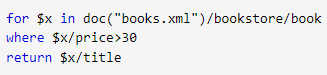 for $x in doc("books.xml")/bookstore/book
where $x/price>30
return $x/title